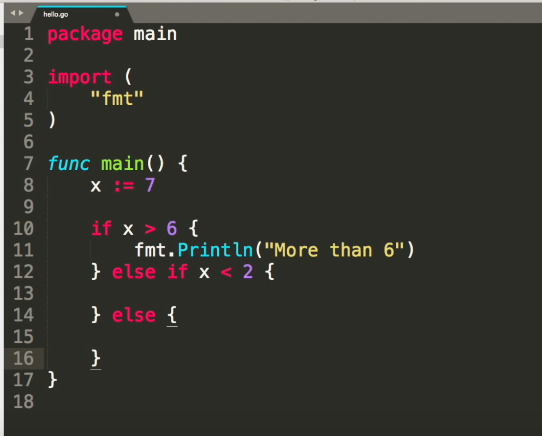 hello.go
1 package main
2
3 import (
4     "fmt"
5 )
6
7 func main() {
8     x := 7
9
10     if x > 6 {
11         fmt.Println("More than 6")
12     } else if x < 2 {
13
14     } else {
15
16     }
17 }
18